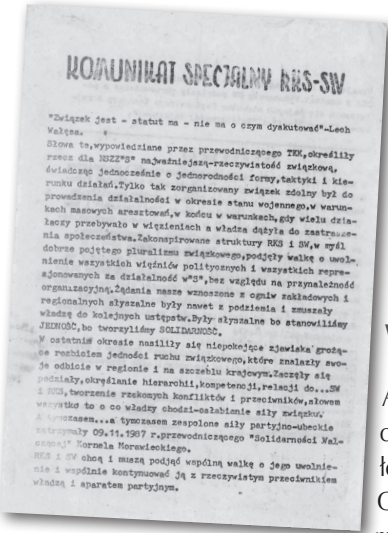 KOMUNIKAT SPECJALNY RKS-SW
"Związek jest - statut ma - nie ma o czym dyskutować"-Lech
Wałęsa.
Słowa te,wypowiedziane przez przewodniczącego TKK,określiły
rzecz dla NSZZ"S" najważniejszą-rzeczywistość związkową,
świadcząc jednocześnie o jednorodności formy,taktyki i kie-
runku działań.Tylko tak zorganizowany związek zdolny był do
prowadzenia działalności w okresie stanu wojennego,w warun-
kach masowych aresztowań,w końcu w warunkach,gdy wielu dzia-
łaczy przebywało w więzieniach a władza dążyła do zastrasze-
nia społeczeństwa.Zakonspirowane struktury RKS i SW,w myśl
dobrze pojętego pluralizmu związkowego,podjęły walkę o uwol-
nienie wszystkich więźniów politycznych i wszystkich repre-
sjonowanych za działalność w"S",bez względu na przynależność
organizacyjną.Żądania nasze wznoszone z ogniw zakładowych i
regionalnych słyszalne były nawet z podziemia i zmuszały
władzę do kolejnych ustępstw.Były słyszalne bo stanowiliśmy
JEDNOŚĆ,bo tworzyliśmy SOLIDARNOŚĆ.
W ostatnim okresie nasiliły się niepokojące zjawiska grożą-
ce rozbiciem jedności ruchu związkowego,które znalazły swo-
je odbicie w regionie i na szczeblu krajowym.Zaczęły się
podziały,określanie hierarchii,kompetencji,relacji do...SW
i RKS,tworzenie rzekomych konfliktów i przeciwników,słowem
wszystko to o co władzy chodzi-osłabianie siły związku.
A tymczasem...a tymczasem zespolone siły partyjno-ubeckie
zatrzymały 09.11.1987 r.przewodniczącego "Solidarności Wal-
czącej" Kornela Morawieckiego.
RKS i SW chcą i muszą podjąć wspólną walkę o jego uwolnie-
nie i wspólnie kontynuować ją z rzeczywistym przeciwnikiem
władzą i aparatem partyjnym.